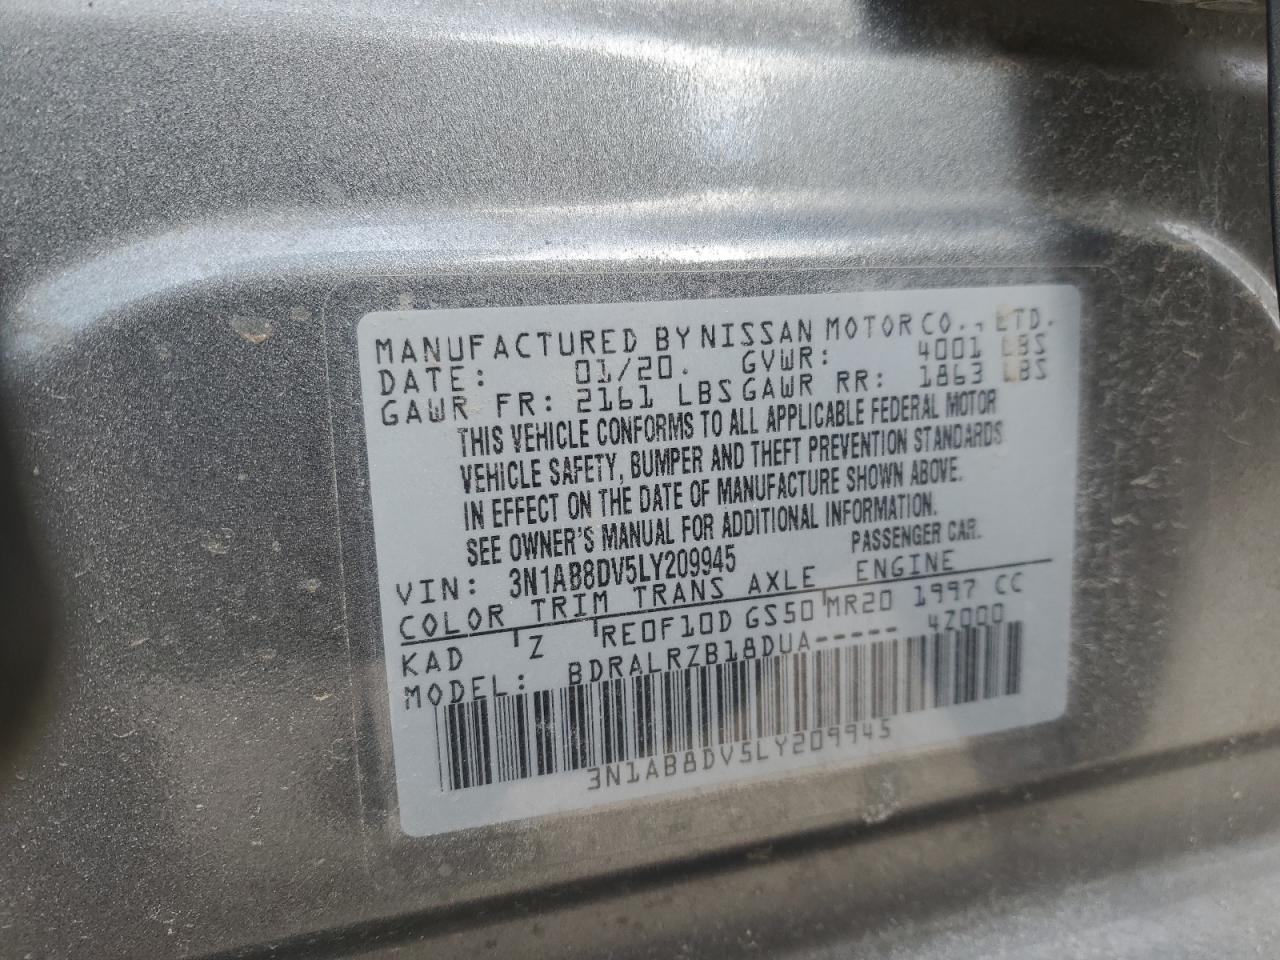 MANUFACTURED BY NISSAN MOTOR CO., LTD.
DATE: 01/20. GVWR: 4001 LBS
GAWR FR: 2161 LBS GAWR RR: 1863 LBS
THIS VEHICLE CONFORMS TO ALL APPLICABLE FEDERAL MOTOR
VEHICLE SAFETY, BUMPER AND THEFT PREVENTION STANDARDS
IN EFFECT ON THE DATE OF MANUFACTURE SHOWN ABOVE.
SEE OWNER'S MANUAL FOR ADDITIONAL INFORMATION.
VIN: 3N1AB8DV5LY209945 PASSENGER CAR.
COLOR TRIM TRANS AXLE ENGINE
KAD Z RE0F10D GS50 MR20 1997 CC
MODEL: BDRALRZB18DUA----- 4Z000
3N1AB8DV5LY209945